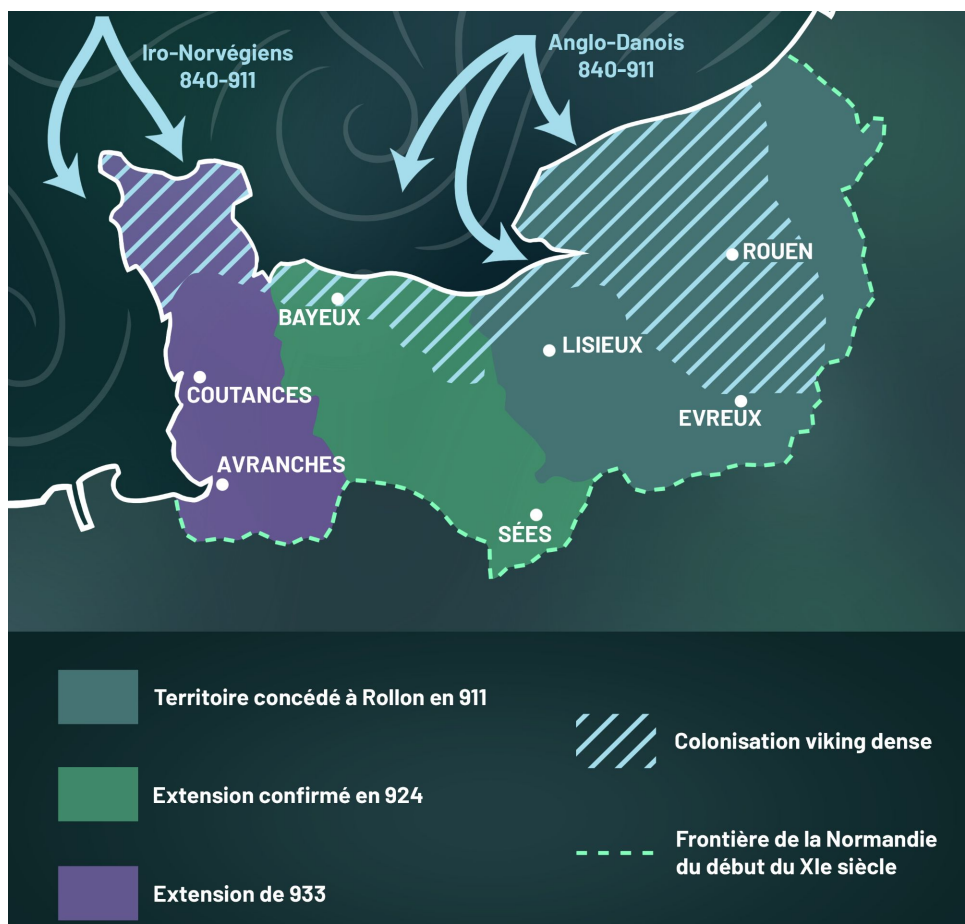 Iro-Norvégiens
840-911
Anglo-Danois
840-911
ROUEN
BAYEUX
LISIEUX
COUTANCES
EVREUX
AVRANCHES
SÉES
Territoire concédé à Rollon en 911
Colonisation viking dense
Extension confirmé en 924
Frontière de la Normandie
du début du XIe siècle
Extension de 933